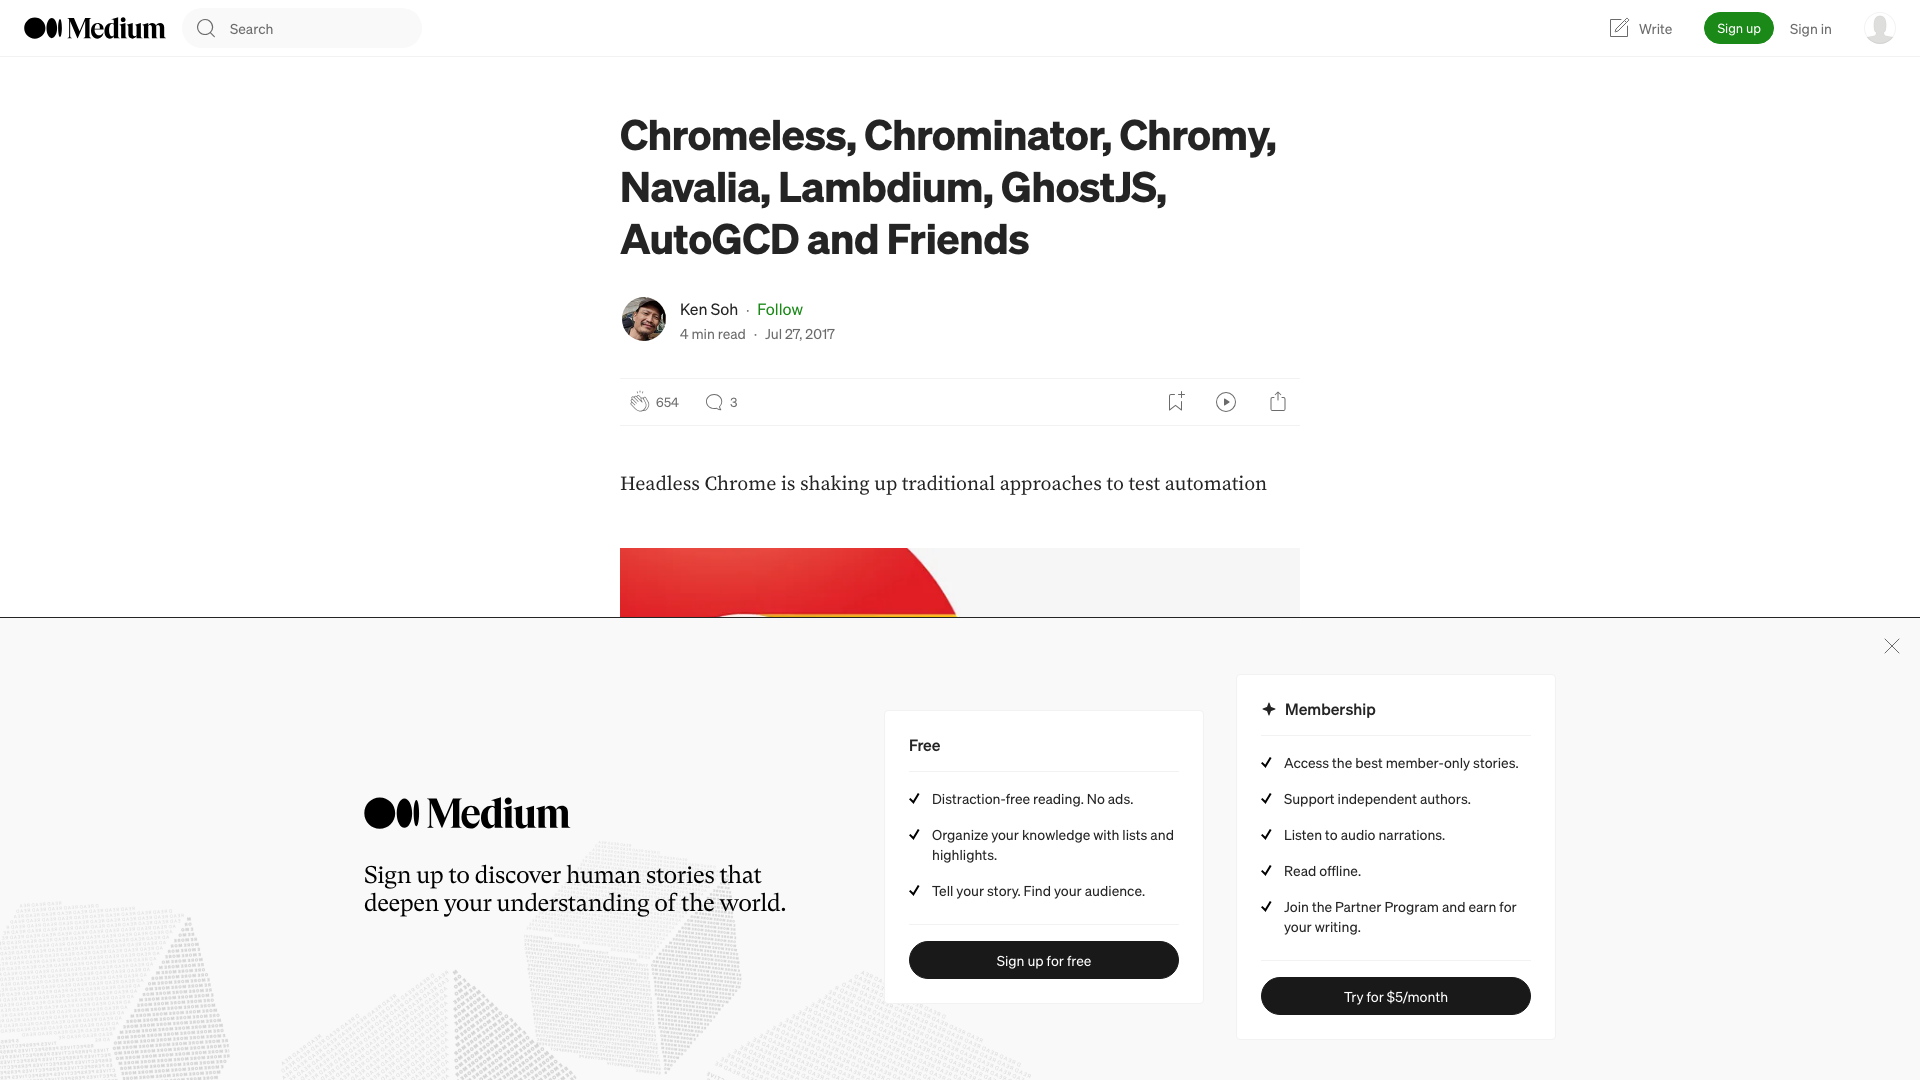 Medium
Search
Write
Sign up
Sign in
Chromeless, Chrominator, Chromy,
Navalia, Lambdium, GhostJS,
AutoGCD and Friends
Ken Soh · Follow
4 min read · Jul 27, 2017
654
3
Headless Chrome is shaking up traditional approaches to test automation
Medium
Sign up to discover human stories that
deepen your understanding of the world.
Free
Distraction-free reading. No ads.
Organize your knowledge with lists and
highlights.
Tell your story. Find your audience.
Sign up for free
Membership
Access the best member-only stories.
Support independent authors.
Listen to audio narrations.
Read offline.
Join the Partner Program and earn for
your writing.
Try for $5/month